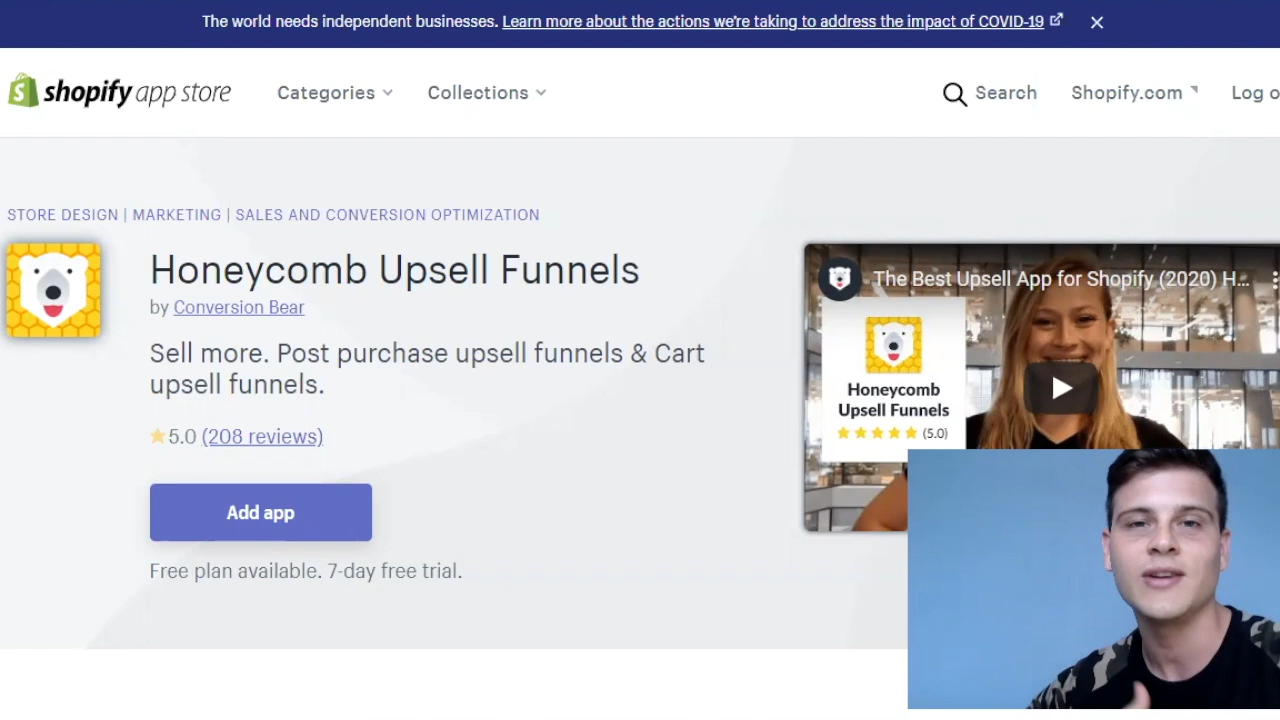 The world needs independent businesses. Learn more about the actions we're taking to address the impact of COVID-19
shopify app store
Categories
Collections
Search
Shopify.com
Log o
STORE DESIGN | MARKETING | SALES AND CONVERSION OPTIMIZATION
Honeycomb Upsell Funnels
by Conversion Bear
Sell more. Post purchase upsell funnels & Cart
upsell funnels.
5.0 (208 reviews)
Add app
Free plan available. 7-day free trial.
The Best Upsell App for Shopify (2020) H...
Honeycomb
Upsell Funnels
(5.0)